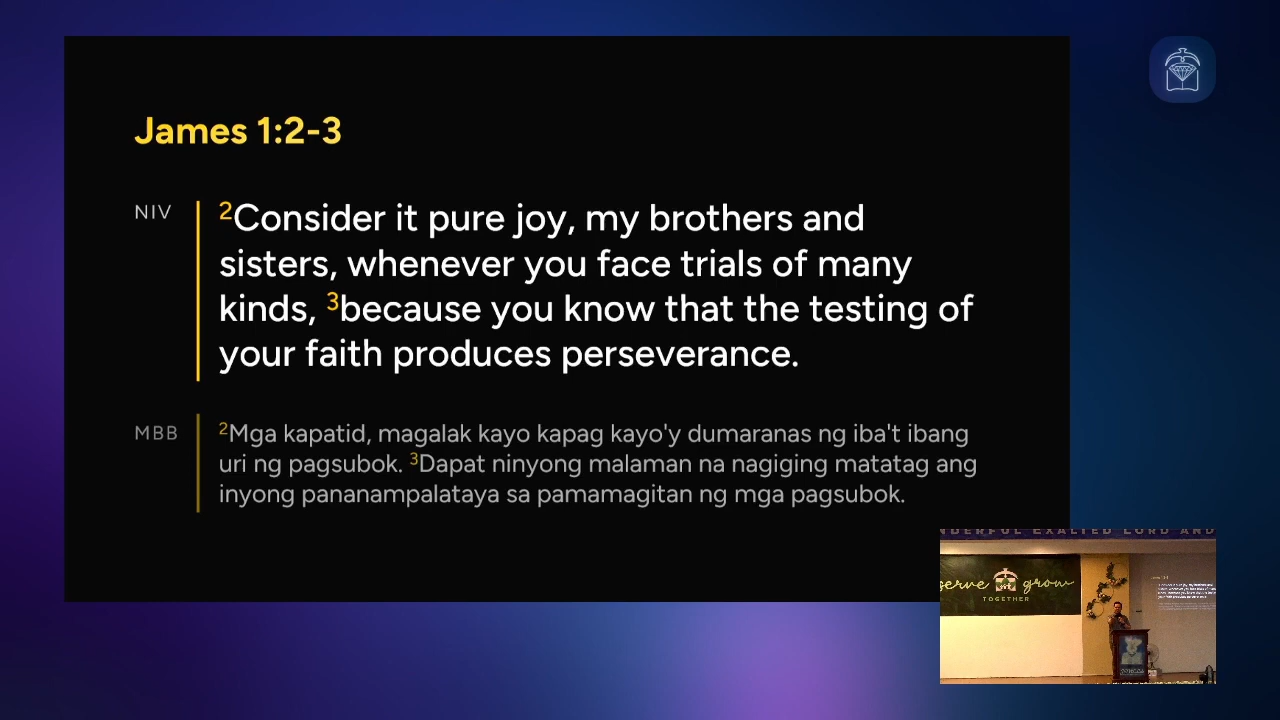 James 1:2-3
NIV
²Consider it pure joy, my brothers and
sisters, whenever you face trials of many
kinds, ³because you know that the testing of
your faith produces perseverance.
MBB
²Mga kapatid, magalak kayo kapag kayo'y dumaranas ng iba't ibang
uri ng pagsubok. ³Dapat ninyong malaman na nagiging matatag ang
inyong pananampalataya sa pamamagitan ng mga pagsubok.
EXALTED LORD AND
serve grow
TOGETHER